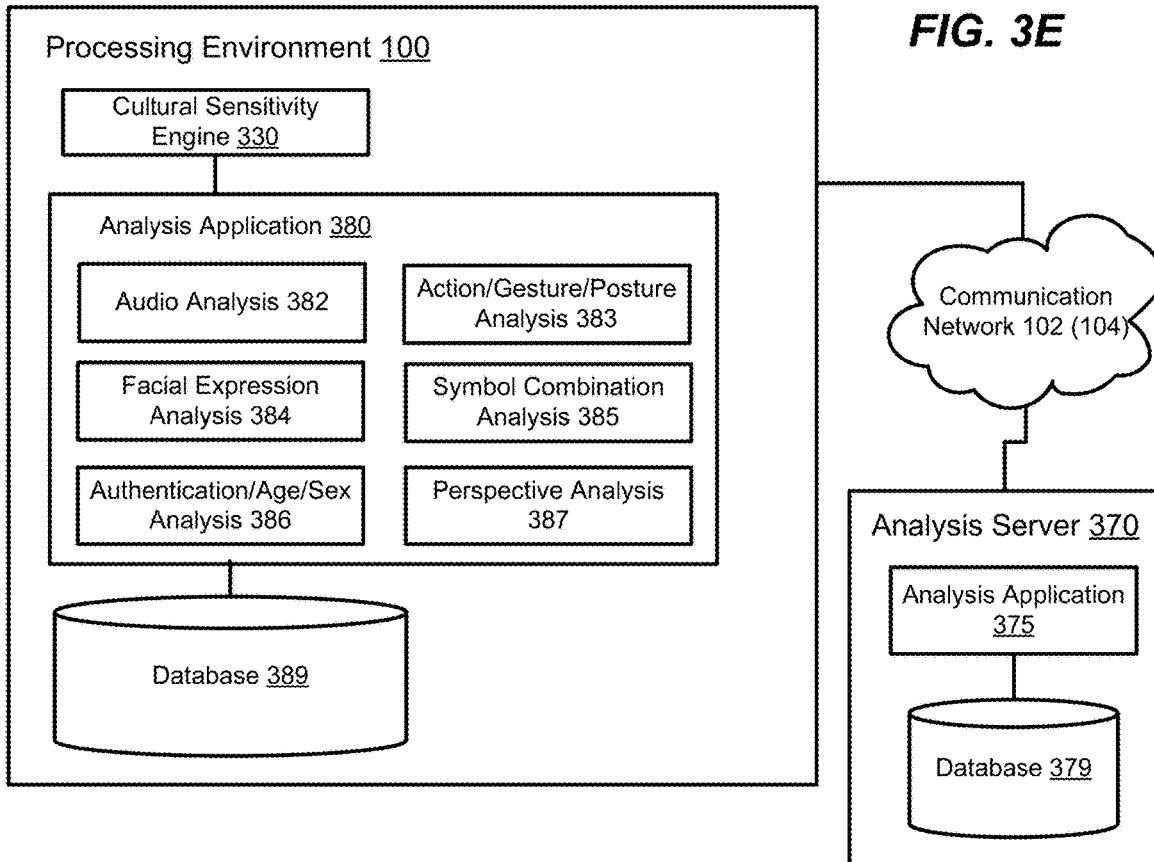 FIG. 3E
Processing Environment 100
Cultural Sensitivity
Engine 330
Analysis Application 380
Audio Analysis 382
Action/Gesture/Posture
Analysis 383
Facial Expression
Analysis 384
Symbol Combination
Analysis 385
Authentication/Age/Sex
Analysis 386
Perspective Analysis
387
Database 389
Communication
Network 102 (104)
Analysis Server 370
Analysis Application
375
Database 379